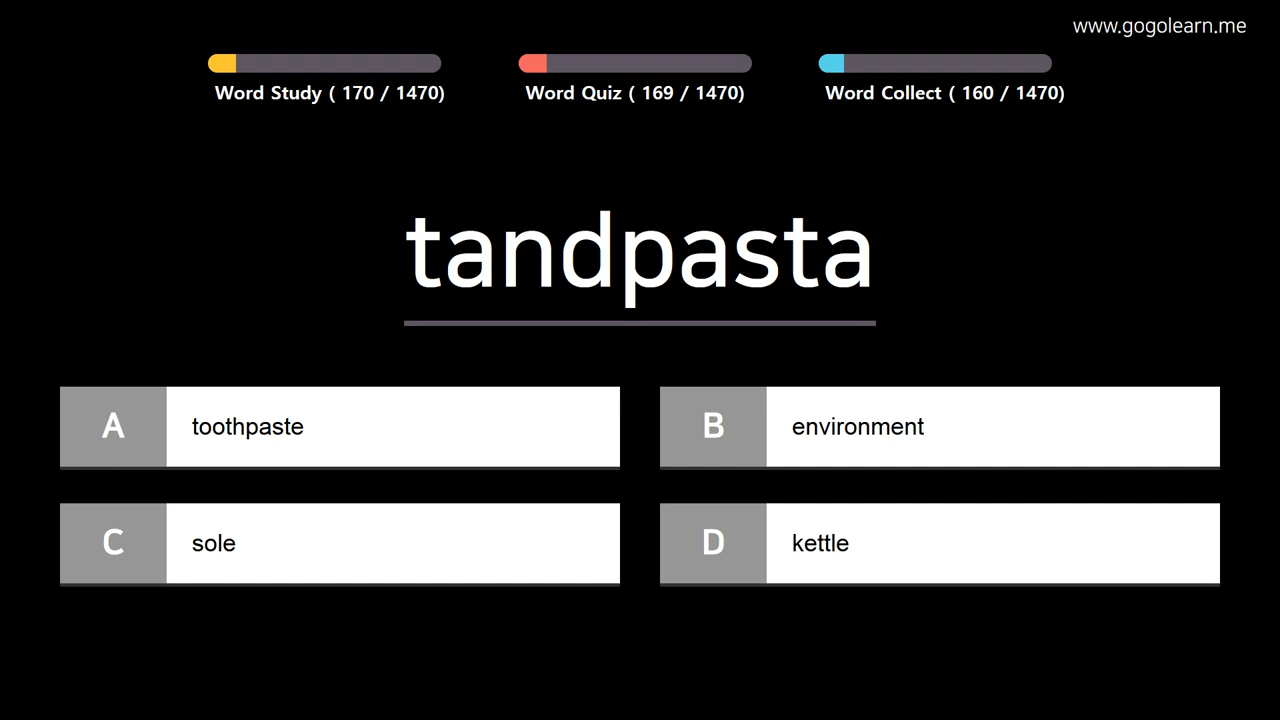 www.gogolearn.me
Word Study ( 170 / 1470)
Word Quiz ( 169 / 1470)
Word Collect ( 160 / 1470)
tandpasta
A toothpaste
B environment
C sole
D kettle